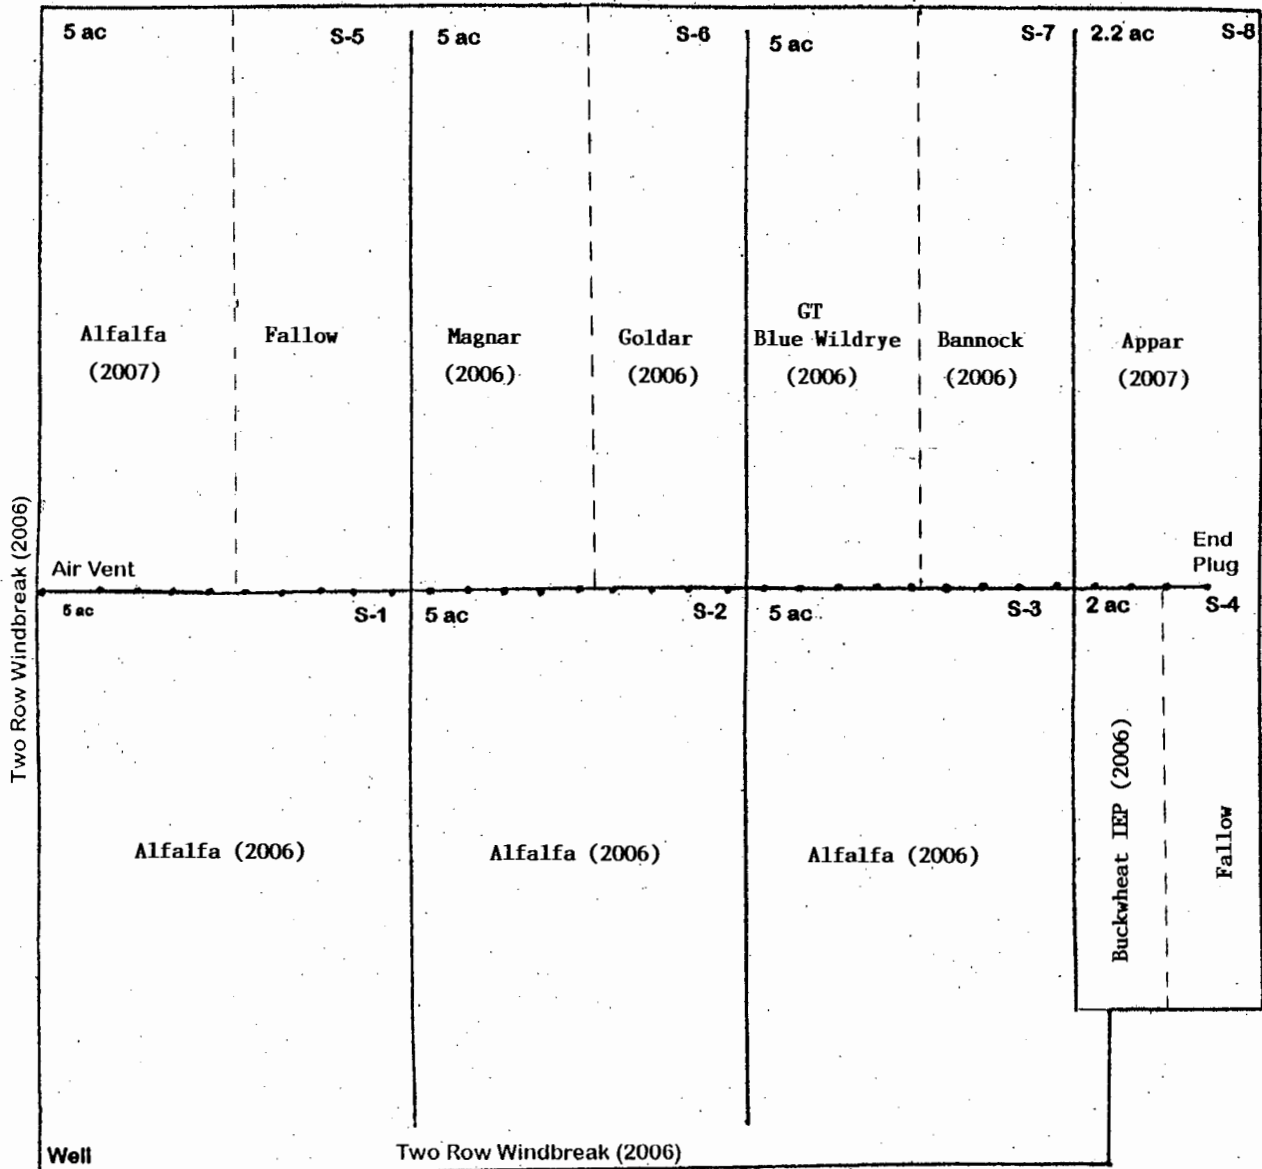 5 ac
S-5
5 ac
S-6
5 ac
S-7
2.2 ac
S-8
Alfalfa
(2007)
Fallow
Magnar
(2006)
Goldar
(2006)
GT
Blue Wildrye
(2006)
Bannock
(2006)
Appar
(2007)
Two Row Windbreak (2006)
Air Vent
End
Plug
5 ac
S-1
5 ac
S-2
5 ac
S-3
2 ac
S-4
Alfalfa (2006)
Alfalfa (2006)
Alfalfa (2006)
Buckwheat IEP (2006)
Fallow
Well
Two Row Windbreak (2006)